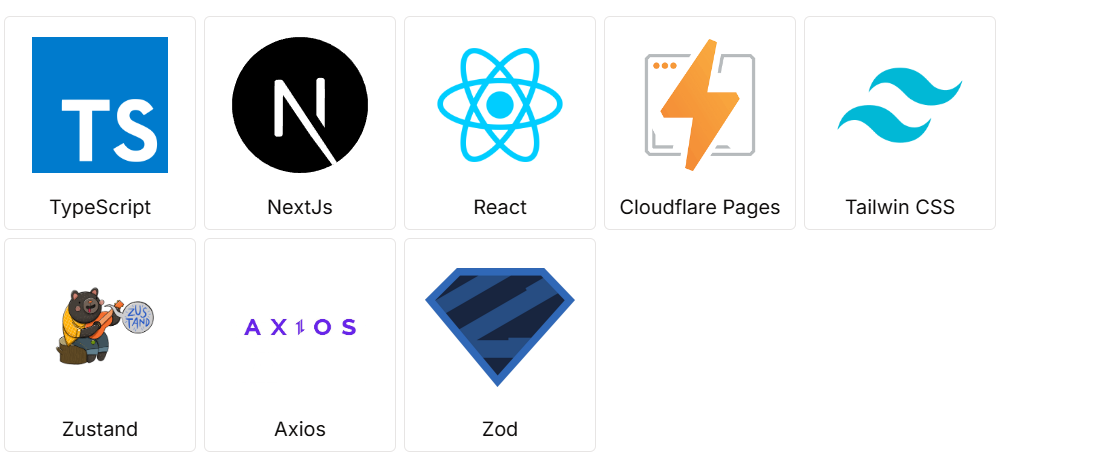 TS
TypeScript
N
NextJs
React
Cloudflare Pages
Tailwin CSS
ZUS
TAND
Zustand
AXIOS
Axios
Zod